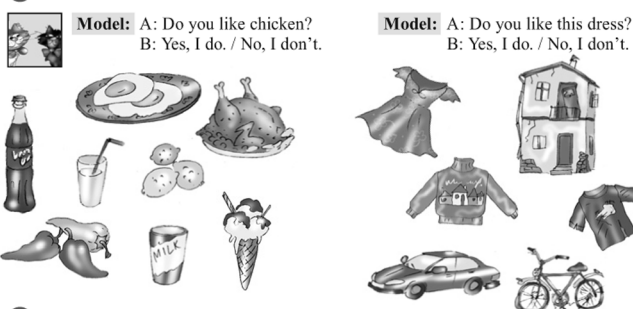 Model: A: Do you like chicken?
B: Yes, I do. / No, I don't.
Model: A: Do you like this dress?
B: Yes, I do. / No, I don't.
MILK